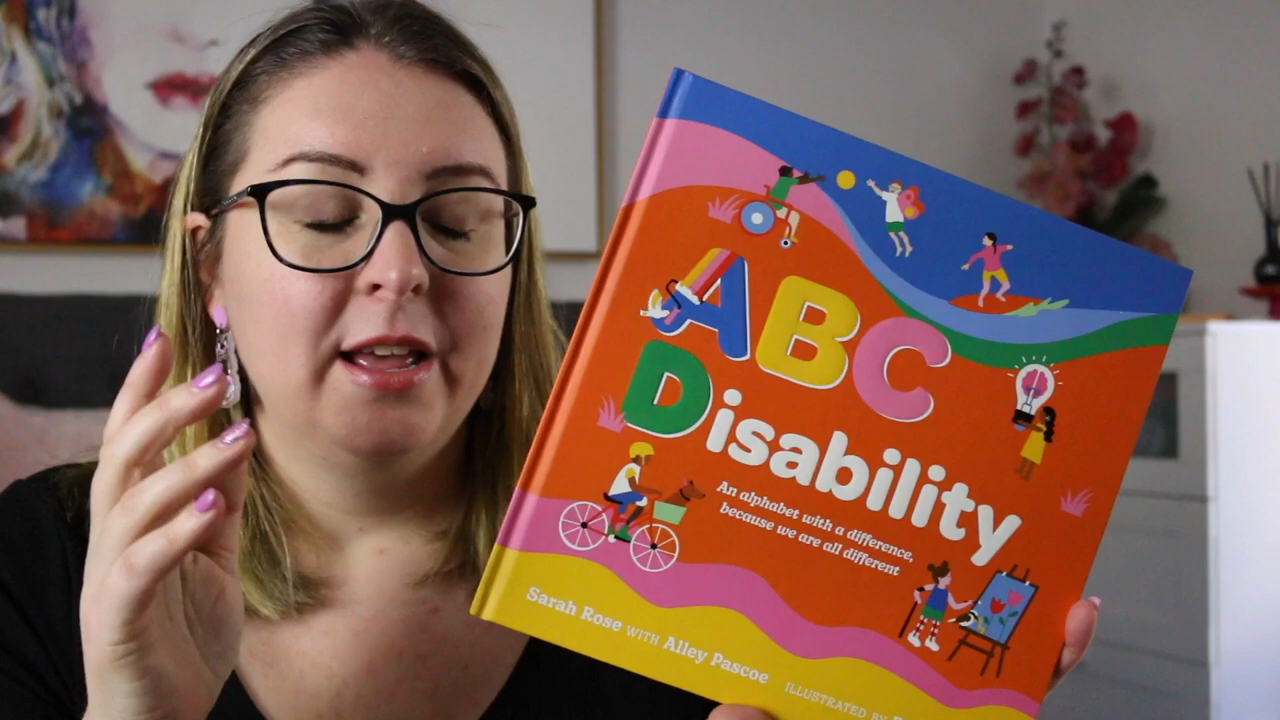 ABC
Disability
An alphabet with a difference,
because we are all different
Sarah Rose WITH Alley Pascoe
ILLUSTRATED BY